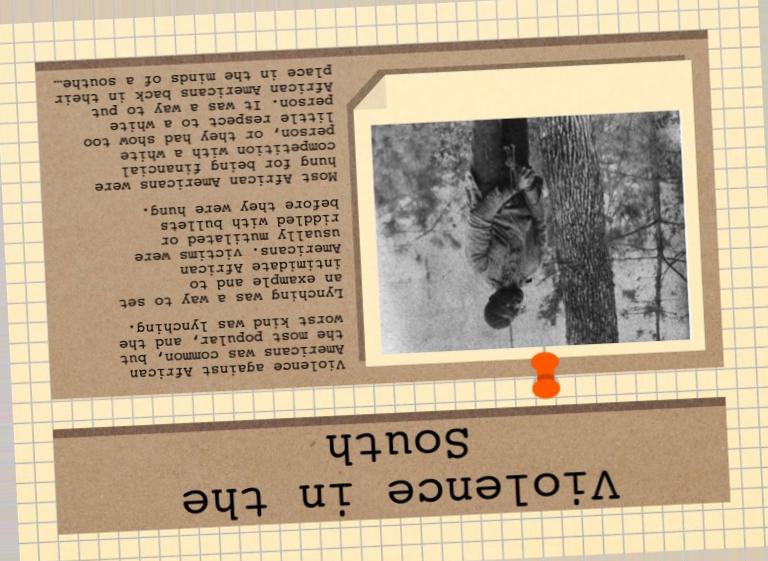 Violence in the
South
Violence against African
Americans was common, but
the most popular, and the
worst kind was lynching.
Lynching was a way to set
an example and to
intimidate African
Americans. victims were
usually mutilated or
riddled with bullets
before they were hung.
Most African Americans were
hung for being financial
competition with a white
person, or they had show too
little respect to a white
person. It was a way to put
African Americans back in their
place in the minds of a southe…